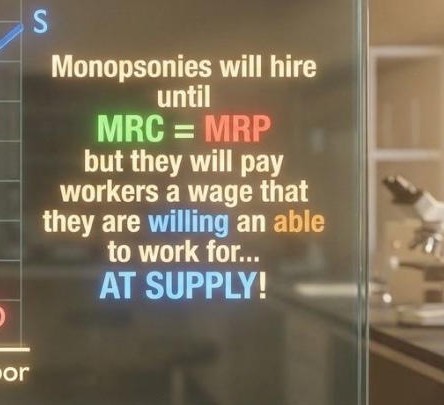 S
Monopsonies will hire
until
MRC = MRP
but they will pay
workers a wage that
they are willing an able
to work for...
AT SUPPLY!
or